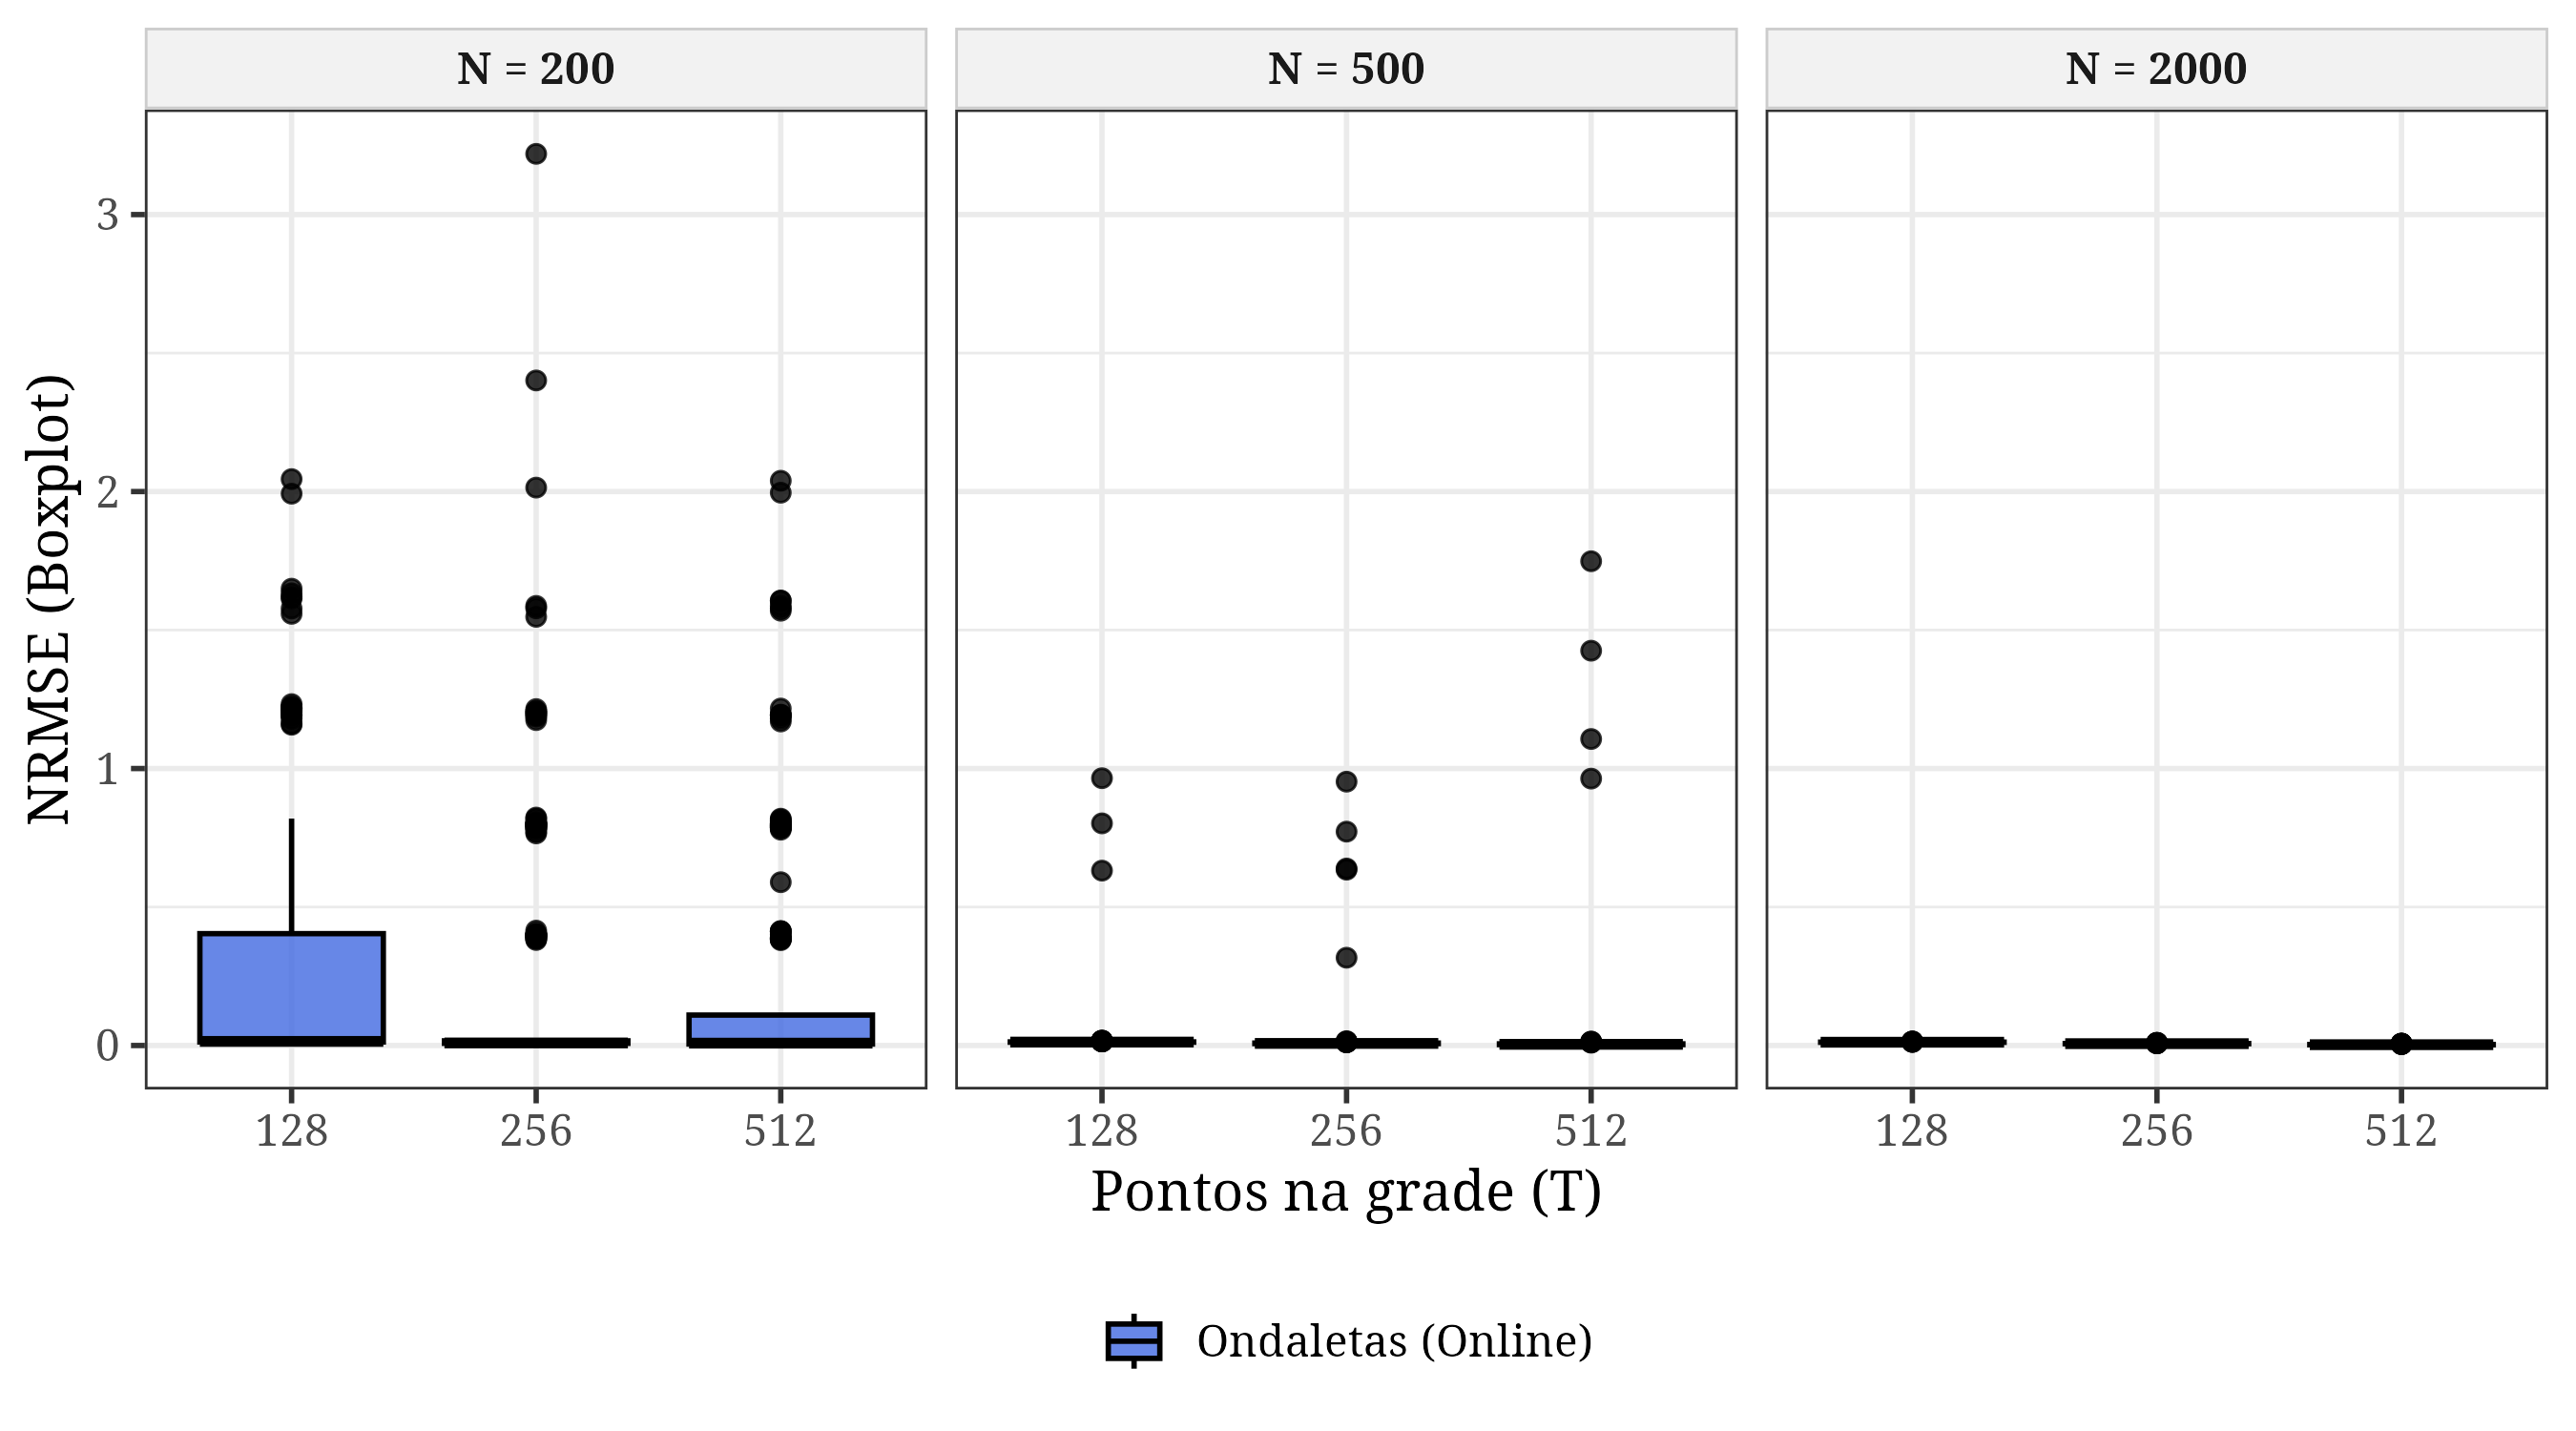 N = 200
N = 500
N = 2000
NRMSE (Boxplot)
3
2
1
0
128 256 512
128 256 512
128 256 512
Pontos na grade (T)
Ondaletas (Online)